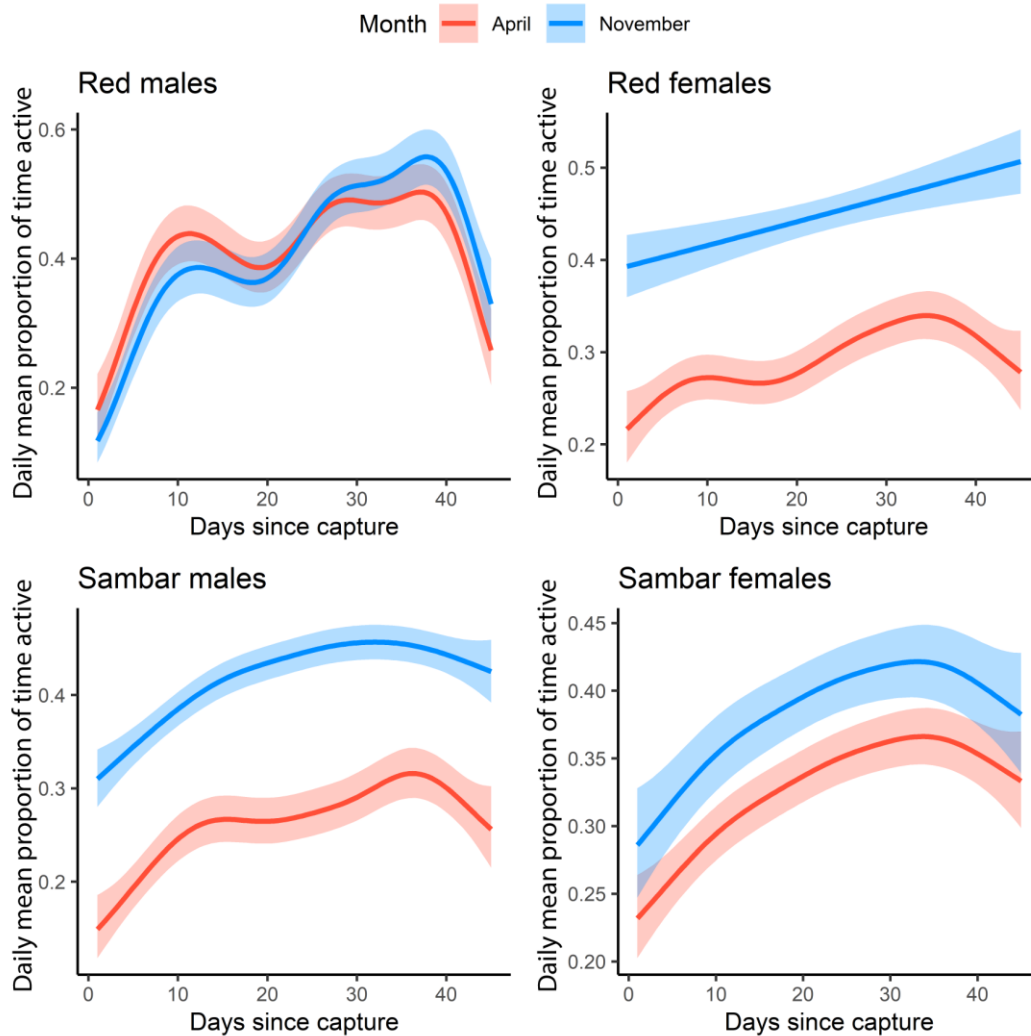 Month April November
Red males
Daily mean proportion of time active
0.6
0.4
0.2
0 10 20 30 40
Days since capture
Red females
Daily mean proportion of time active
0.5
0.4
0.3
0.2
0 10 20 30 40
Days since capture
Sambar males
Daily mean proportion of time active
0.4
0.3
0.2
0 10 20 30 40
Days since capture
Sambar females
Daily mean proportion of time active
0.45
0.40
0.35
0.30
0.25
0.20
0 10 20 30 40
Days since capture